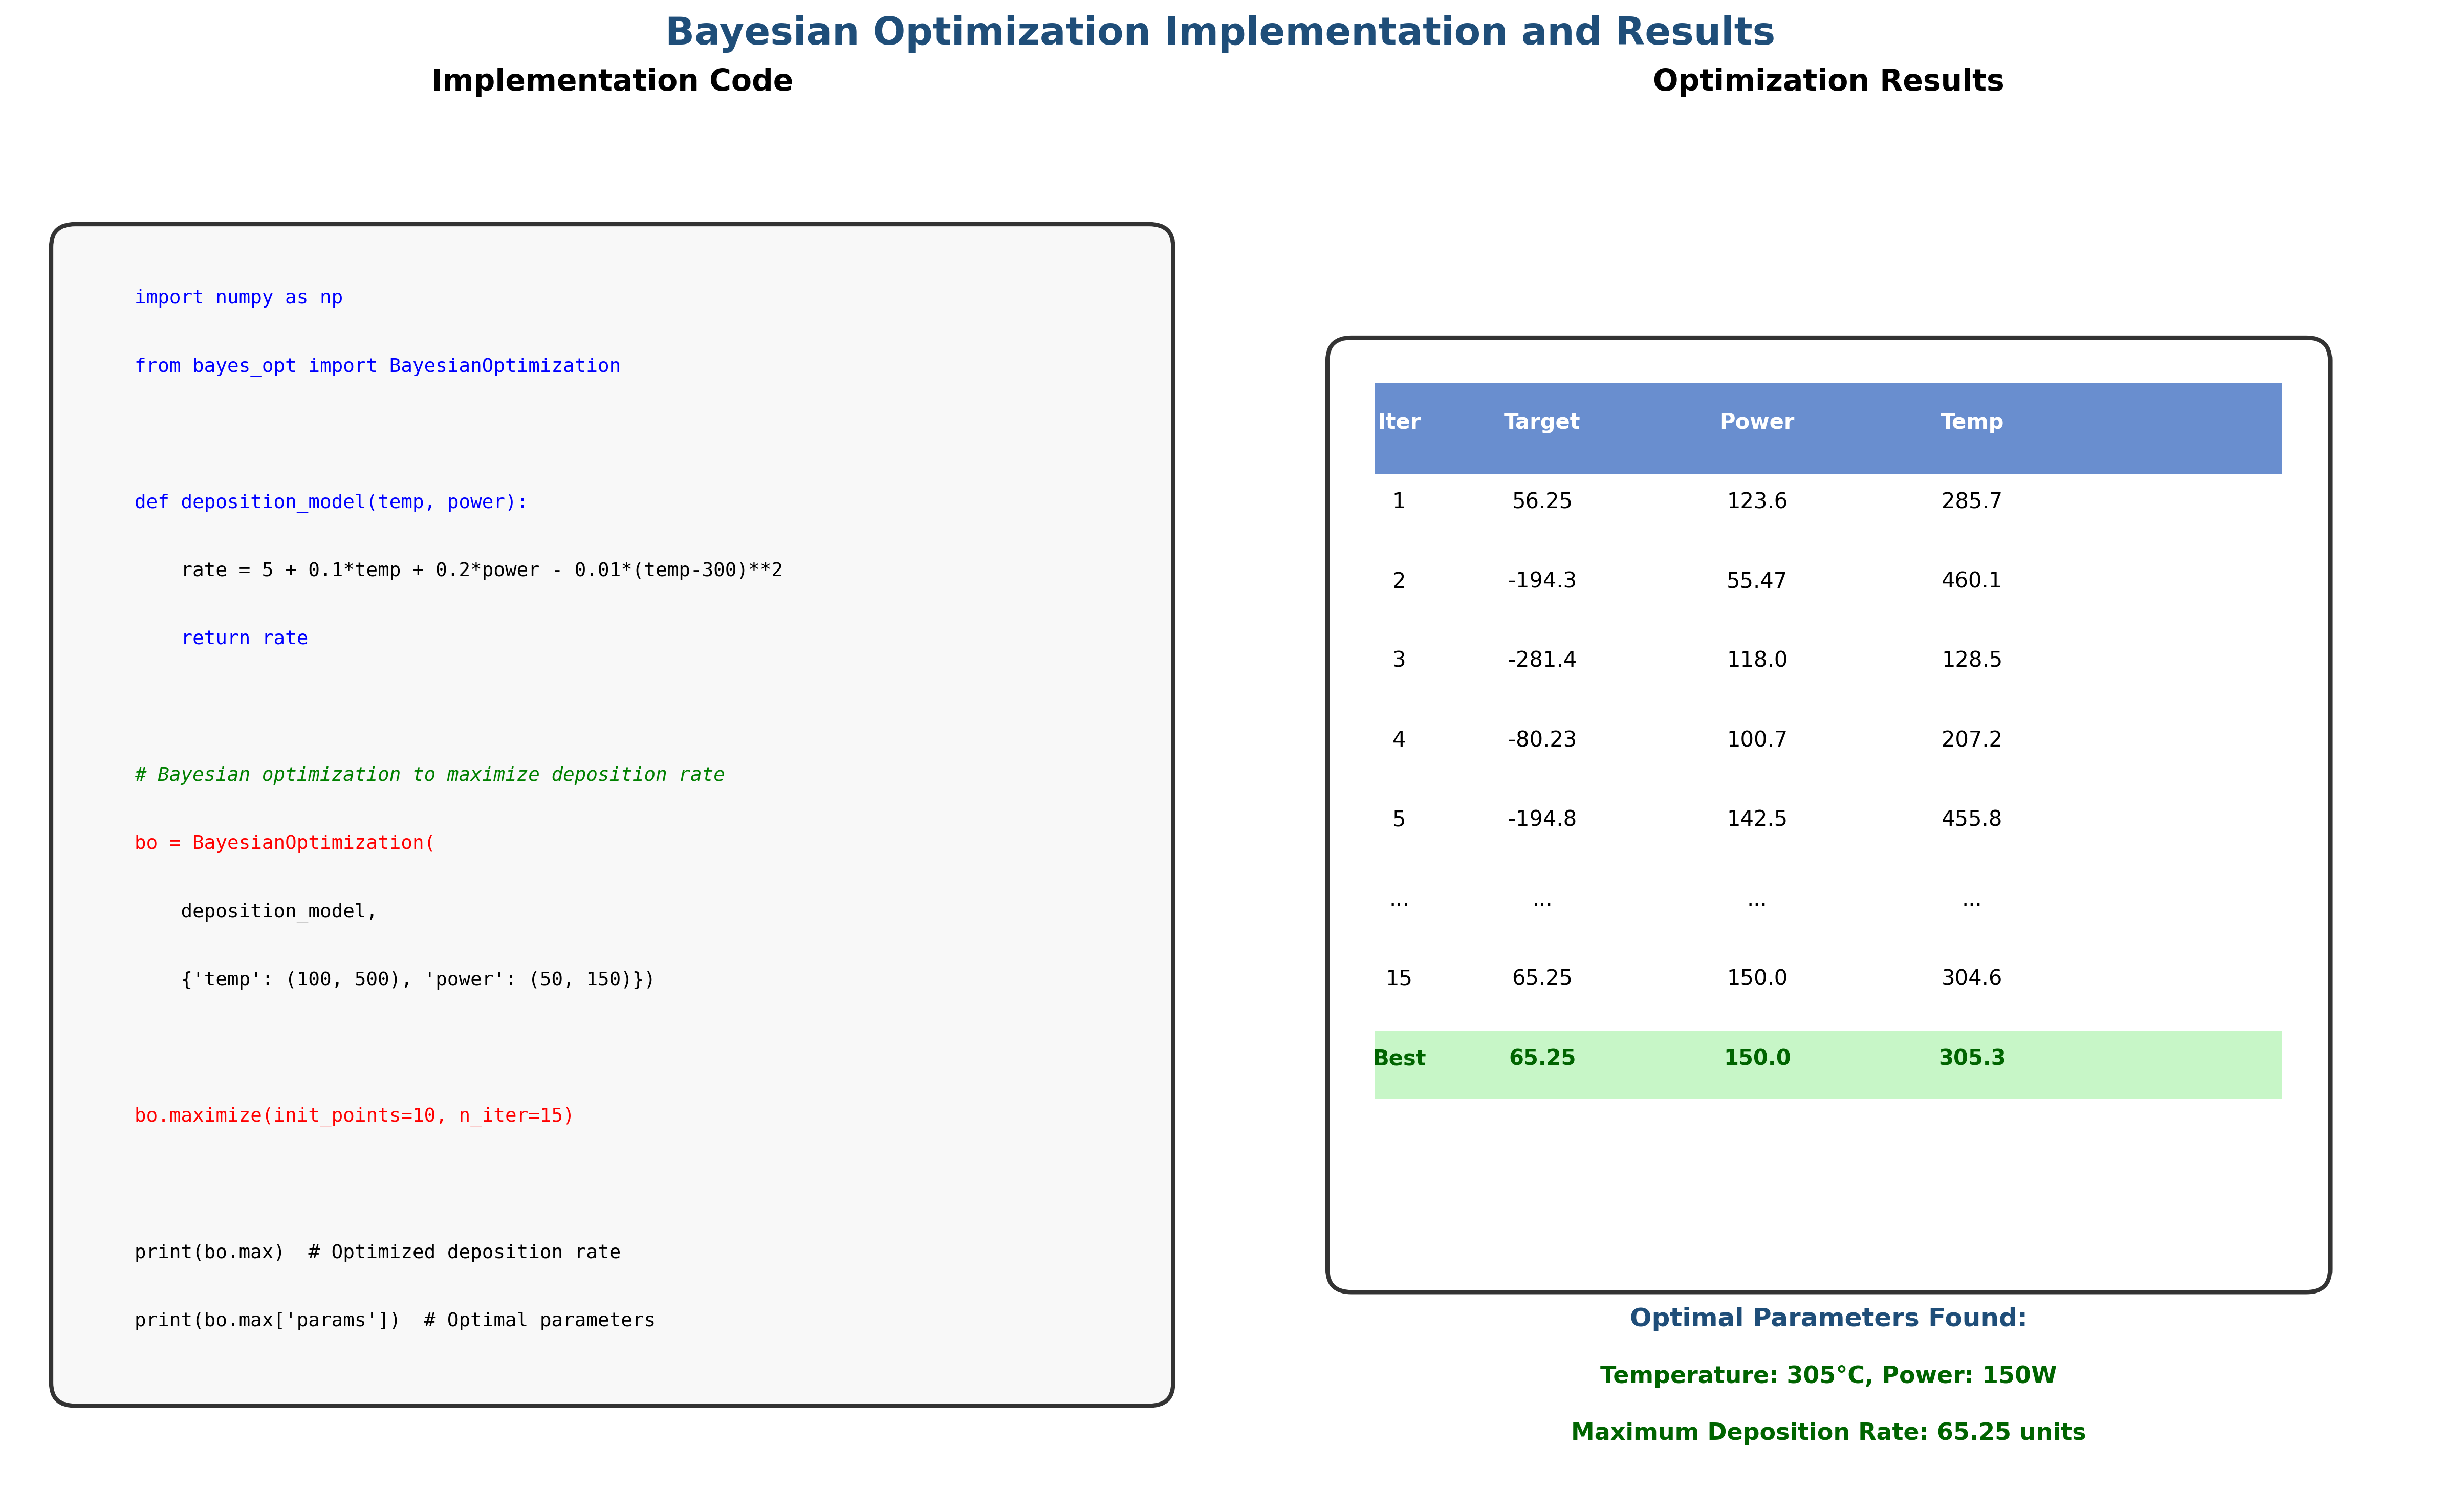 Bayesian Optimization Implementation and Results
Implementation Code
import numpy as np
from bayes_opt import BayesianOptimization
def deposition_model(temp, power):
    rate = 5 + 0.1*temp + 0.2*power - 0.01*(temp-300)**2
    return rate
# Bayesian optimization to maximize deposition rate
bo = BayesianOptimization(
    deposition_model,
    {'temp': (100, 500), 'power': (50, 150)})
bo.maximize(init_points=10, n_iter=15)
print(bo.max)  # Optimized deposition rate
print(bo.max['params'])  # Optimal parameters
Optimization Results
Iter Target Power Temp
1 56.25 123.6 285.7
2 -194.3 55.47 460.1
3 -281.4 118.0 128.5
4 -80.23 100.7 207.2
5 -194.8 142.5 455.8
... ... ... ...
15 65.25 150.0 304.6
Best 65.25 150.0 305.3
Optimal Parameters Found:
Temperature: 305°C, Power: 150W
Maximum Deposition Rate: 65.25 units